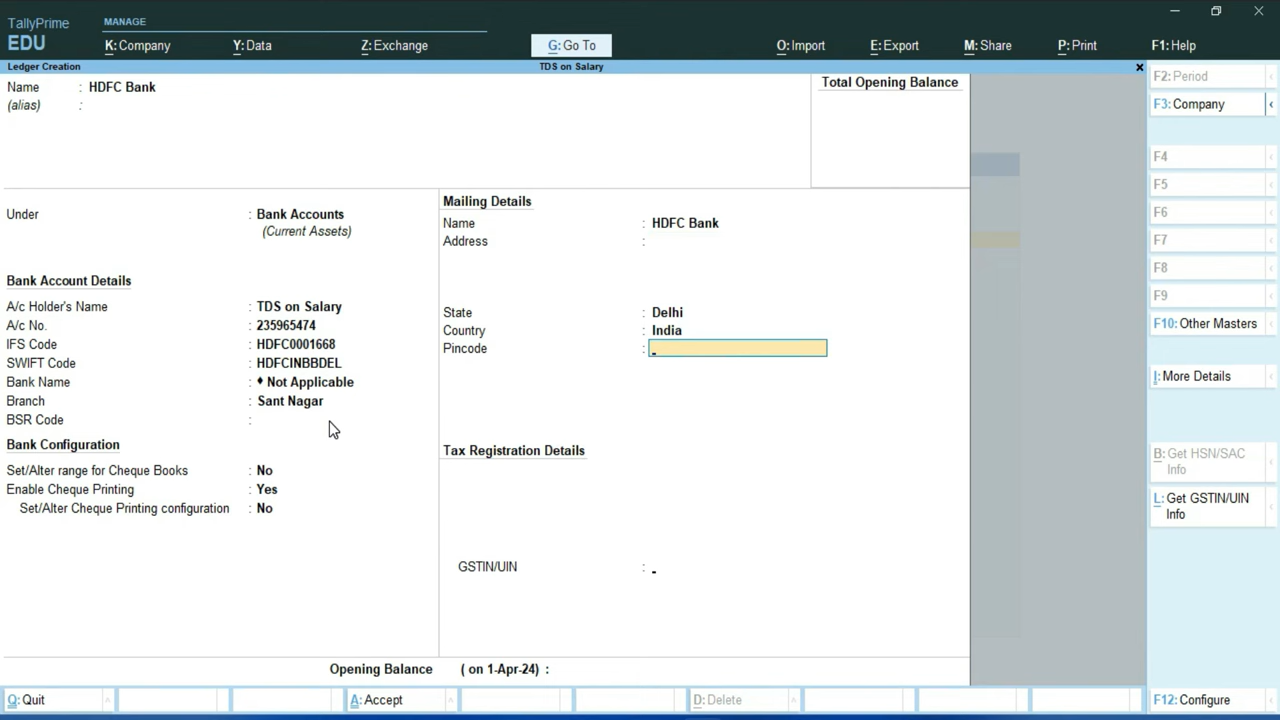 TallyPrime
EDU
MANAGE
K: Company
Y: Data
Z: Exchange
G: Go To
O: Import
E: Export
M: Share
P: Print
F1: Help
Ledger Creation
TDS on Salary
Name : HDFC Bank
(alias) :
Total Opening Balance
Under : Bank Accounts
(Current Assets)
Bank Account Details
A/c Holder's Name : TDS on Salary
A/c No. : 235965474
IFS Code : HDFC0001668
SWIFT Code : HDFCINBBDEL
Bank Name : ♦ Not Applicable
Branch : Sant Nagar
BSR Code :
Bank Configuration
Set/Alter range for Cheque Books : No
Enable Cheque Printing : Yes
Set/Alter Cheque Printing configuration : No
Mailing Details
Name : HDFC Bank
Address :
State : Delhi
Country : India
Pincode :
Tax Registration Details
GSTIN/UIN :
Opening Balance ( on 1-Apr-24) :
F2: Period
F3: Company
F4
F5
F6
F7
F8
F9
F10: Other Masters
I: More Details
B: Get HSN/SAC
Info
L: Get GSTIN/UIN
Info
Q: Quit
A: Accept
D: Delete
F12: Configure